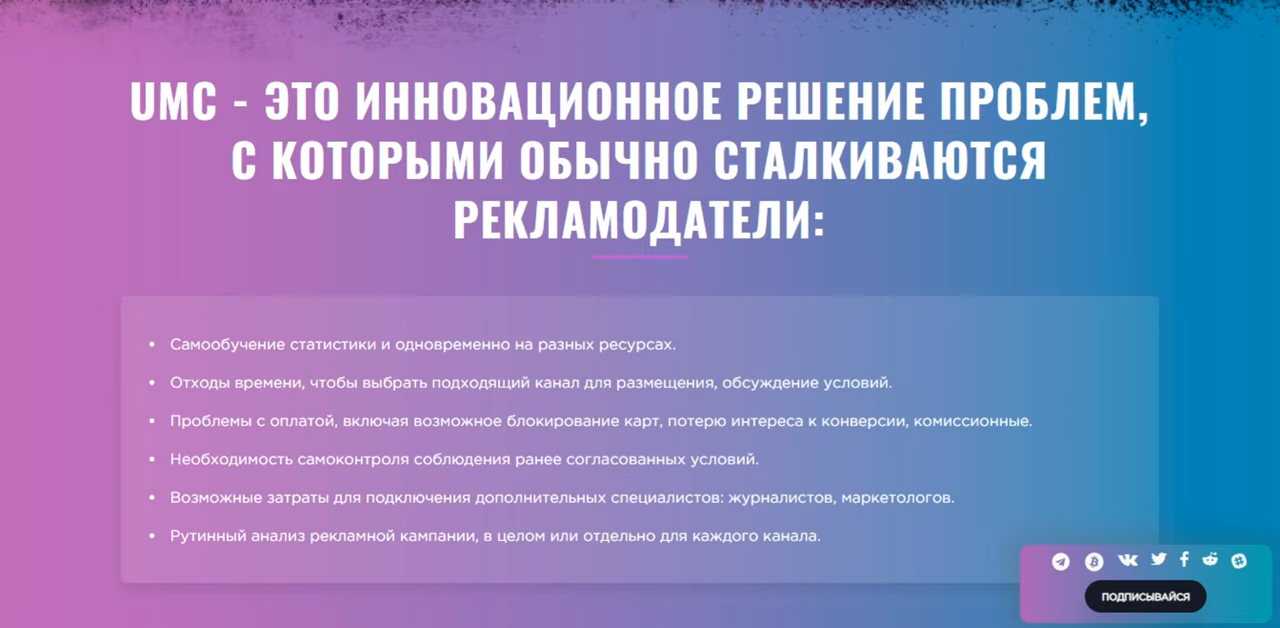 UMC - ЭТО ИННОВАЦИОННОЕ РЕШЕНИЕ ПРОБЛЕМ,
С КОТОРЫМИ ОБЫЧНО СТАЛКИВАЮТСЯ
РЕКЛАМОДАТЕЛИ:
• Самообучение статистики и одновременно на разных ресурсах.
• Отходы времени, чтобы выбрать подходящий канал для размещения, обсуждение условий.
• Проблемы с оплатой, включая возможное блокирование карт, потерю интереса к конверсии, комиссионные.
• Необходимость самоконтроля соблюдения ранее согласованных условий.
• Возможные затраты для подключения дополнительных специалистов: журналистов, маркетологов.
• Рутинный анализ рекламной кампании, в целом или отдельно для каждого канала.
ПОДПИСЫВАЙСЯ